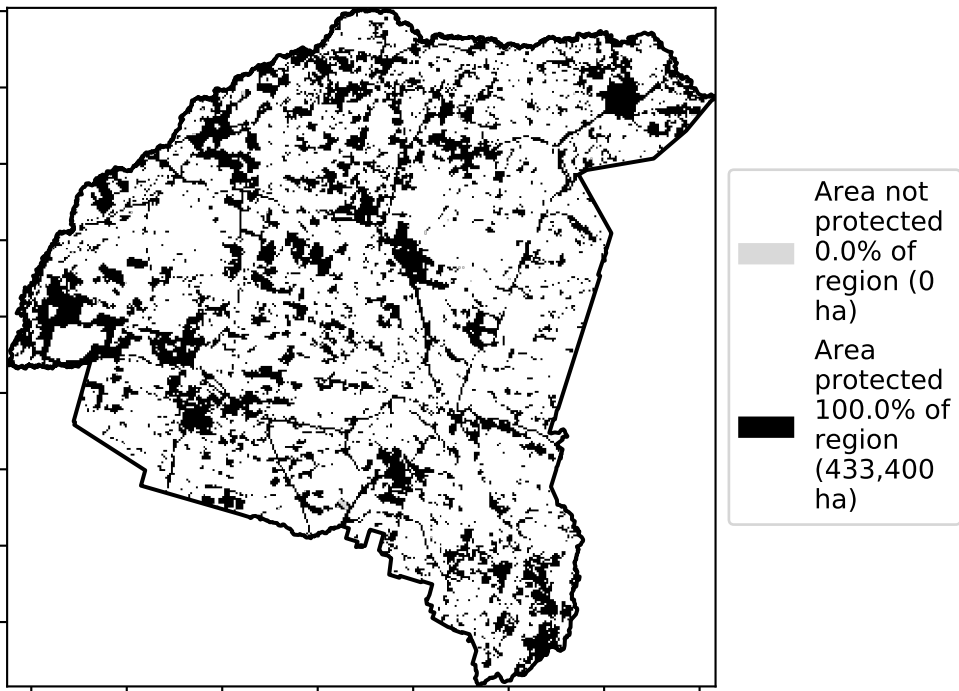 Area not
protected
0.0% of
region (0
ha)
Area
protected
100.0% of
region
(433,400
ha)